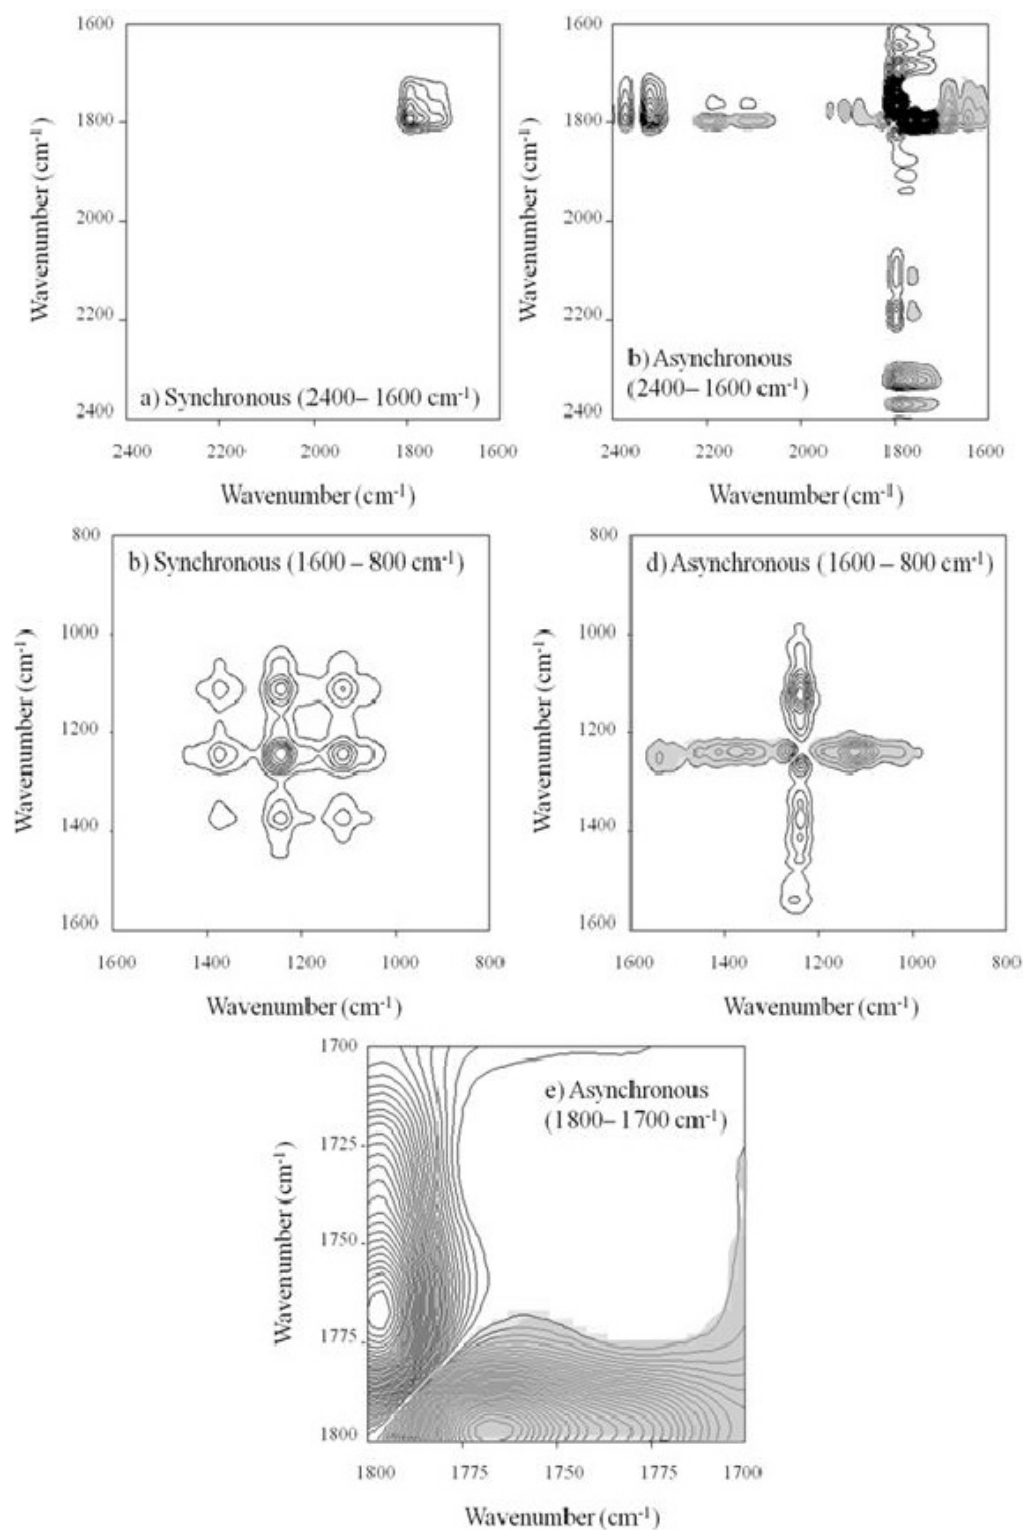 1600
1800
2000
2200
2400
Wavenumber (cm-1)
a) Synchronous (2400– 1600 cm-1)
2400 2200 2000 1800 1600
Wavenumber (cm-1)
1600
1800
2000
2200
2400
Wavenumber (cm-1)
b) Asynchronous
(2400– 1600 cm-1)
2400 2200 2000 1800 1600
Wavenumber (cm-1)
800
1000
1200
1400
1600
Wavenumber (cm-1)
b) Synchronous (1600 – 800 cm-1)
1600 1400 1200 1000 800
Wavenumber (cm-1)
800
1000
1200
1400
1600
Wavenumber (cm-1)
d) Asynchronous (1600 – 800 cm-1)
1600 1400 1200 1000 800
Wavenumber (cm-1)
1700
1725
1750
1775
1800
Wavenumber (cm-1)
e) Asynchronous
(1800– 1700 cm-1)
1800 1775 1750 1775 1700
Wavenumber (cm-1)